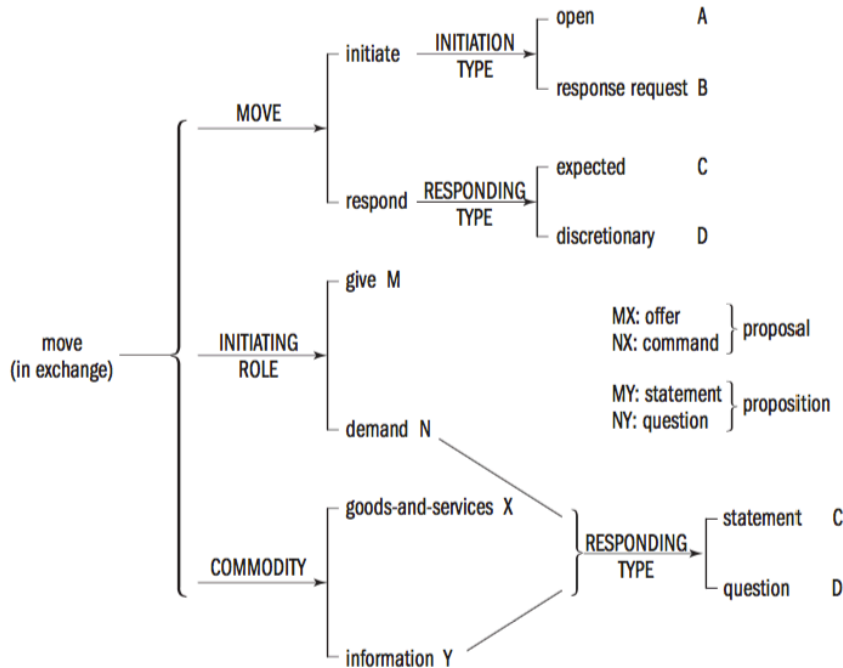 open A
INITIATION
TYPE
initiate
response request B
MOVE
expected C
RESPONDING
TYPE
respond
discretionary D
give M
MX: offer
NX: command
proposal
move
(in exchange)
INITIATING
ROLE
MY: statement
NY: question
proposition
demand N
goods-and-services X
statement C
RESPONDING
TYPE
COMMODITY
question D
information Y